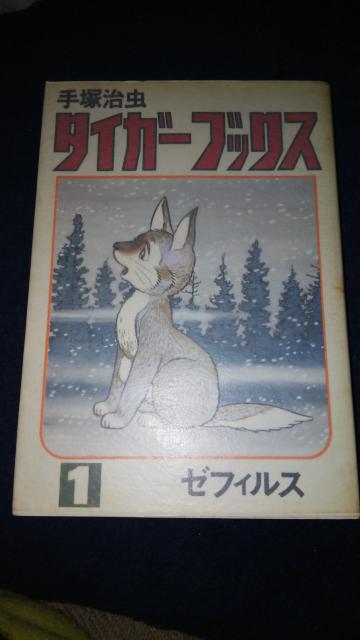 手塚治虫
タイガーブックス
1
ゼフィルス